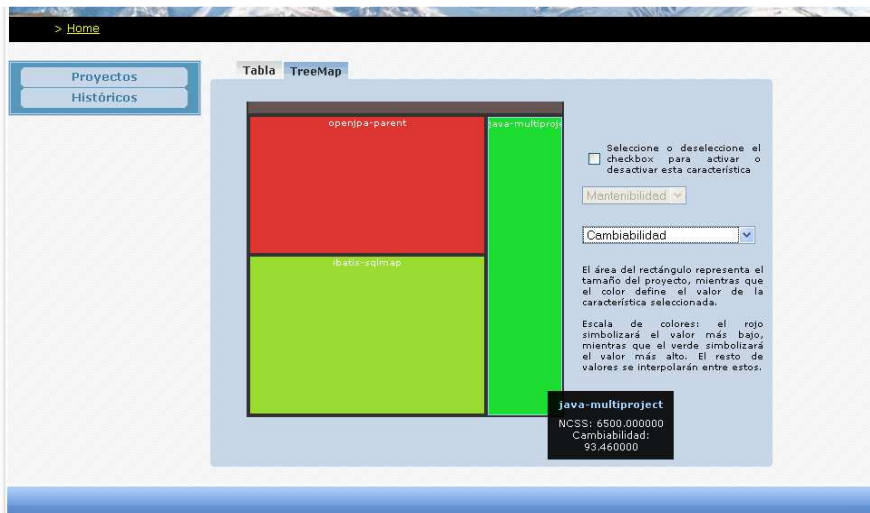 > Home
Proyectos
Históricos
Tabla TreeMap
openjpa-parent
java-multiproje
ibatis-sqlmap
Seleccione o deseleccione el
checkbox para activar o
desactivar esta característica
Mantenibilidad
Cambiabilidad
El área del rectángulo representa el
tamaño del proyecto, mientras que
el color define el valor de la
característica seleccionada.
Escala de colores: el rojo
simbolizará el valor más bajo,
mientras que el verde simbolizará
el valor más alto. El resto de
valores se interpolarán entre estos.
java-multiproject
NCSS: 6500.000000
Cambiabilidad:
93.460000